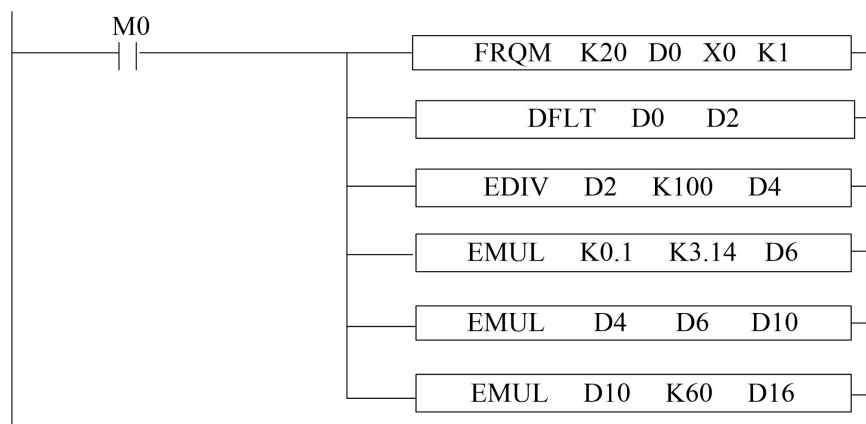 M0
FRQM K20 D0 X0 K1
DFLT D0 D2
EDIV D2 K100 D4
EMUL K0.1 K3.14 D6
EMUL D4 D6 D10
EMUL D10 K60 D16